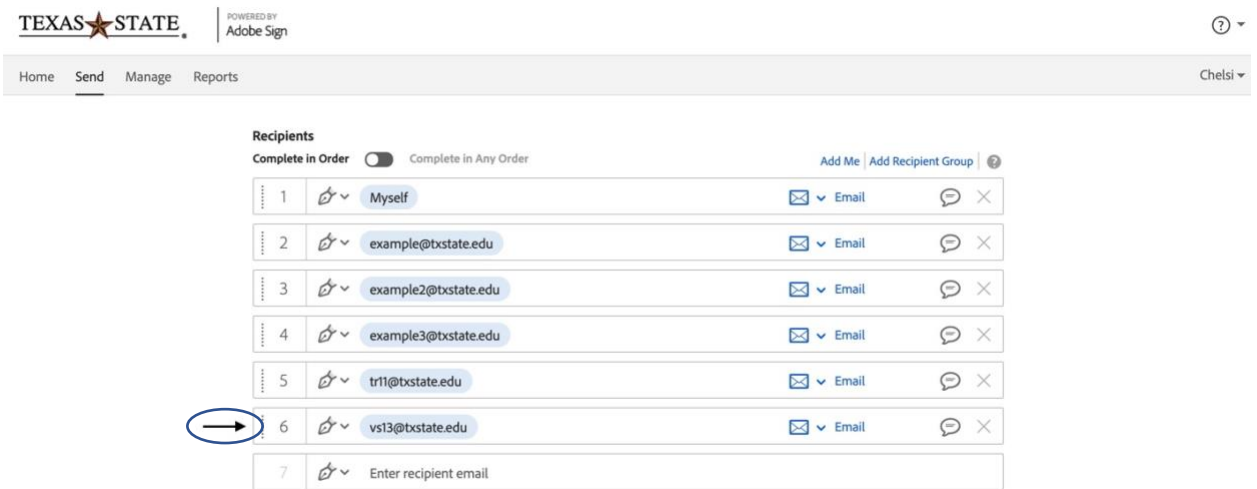 TEXAS STATE
POWERED BY
Adobe Sign
Home Send Manage Reports
Chelsi
Recipients
Complete in Order Complete in Any Order
Add Me Add Recipient Group
1 Myself Email
2 example@txstate.edu Email
3 example2@txstate.edu Email
4 example3@txstate.edu Email
5 tr11@txstate.edu Email
6 vs13@txstate.edu Email
7 Enter recipient email